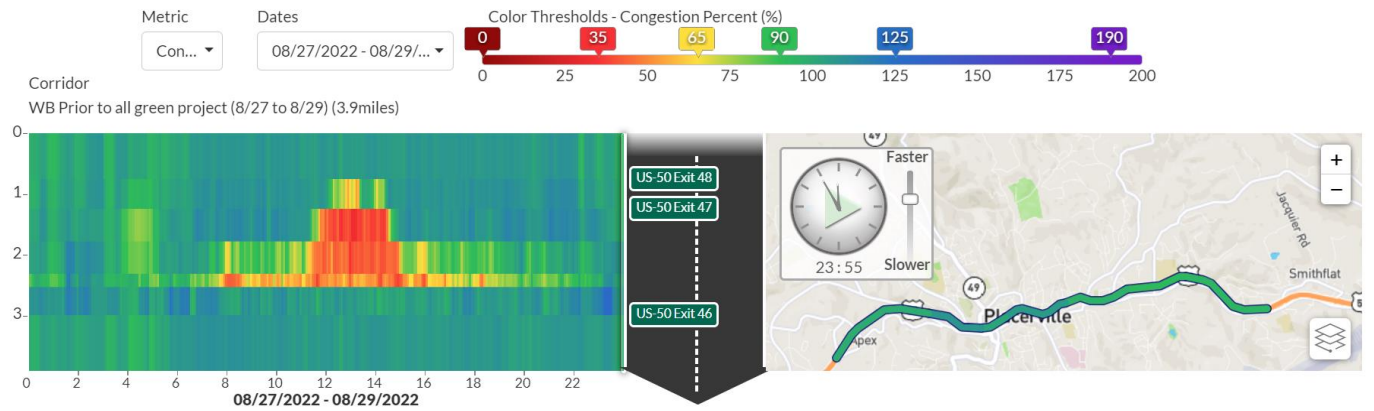 Metric
Dates
Color Thresholds - Congestion Percent (%)
Con...
08/27/2022 - 08/29/...
0 35 65 90 125 190
0 25 50 75 100 125 150 175 200
Corridor
WB Prior to all green project (8/27 to 8/29) (3.9miles)
0
1
2
3
0 2 4 6 8 10 12 14 16 18 20 22
08/27/2022 - 08/29/2022
US-50 Exit 48
US-50 Exit 47
US-50 Exit 46
49
Faster
Slower
23:55
+
−
Jacquier Rd
Smithflat
49
Placerville
Apex
5